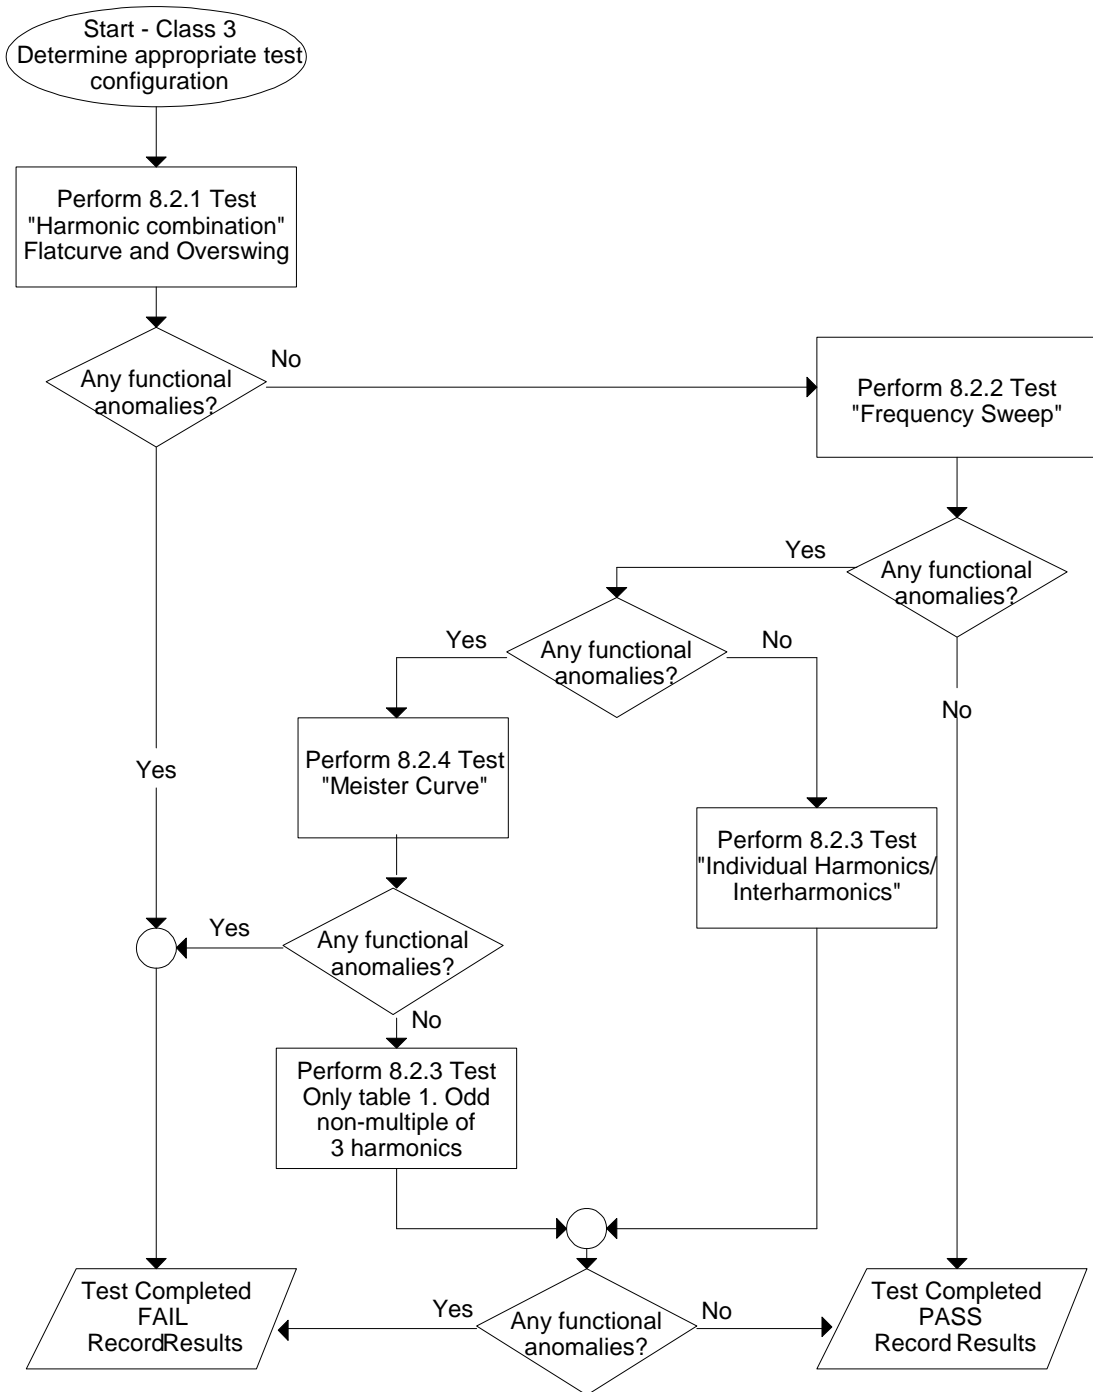 Start - Class 3
Determine appropriate test
configuration
Perform 8.2.1 Test
"Harmonic combination"
Flatcurve and Overswing
Any functional
anomalies?
No
Perform 8.2.2 Test
"Frequency Sweep"
Any functional
anomalies?
Yes
No
Any functional
anomalies?
Yes
No
Perform 8.2.4 Test
"Meister Curve"
Perform 8.2.3 Test
"Individual Harmonics/
Interharmonics"
Yes
Any functional
anomalies?
Yes
No
Perform 8.2.3 Test
Only table 1. Odd
non-multiple of
3 harmonics
Any functional
anomalies?
Yes
No
Test Completed
FAIL
Record Results
Test Completed
PASS
Record Results